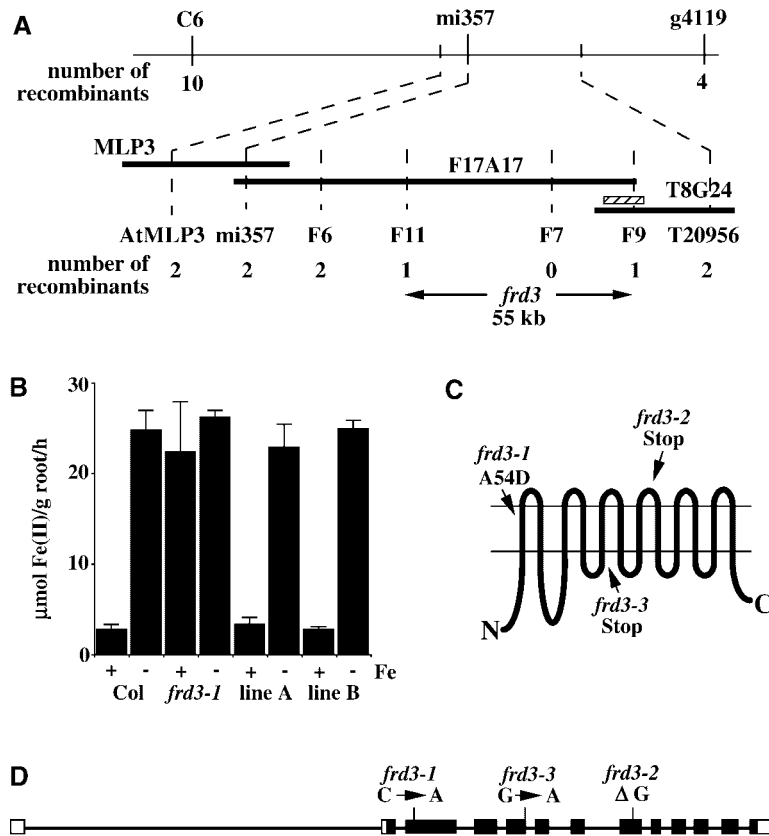 A
C6 mi357 g4119
number of
recombinants
10 4
MLP3
F17A17
T8G24
AtMLP3 mi357 F6 F11 F7 F9 T20956
number of
recombinants
2 2 2 1 0 1 2
frd3
55 kb
B
µmol Fe(II)/g root/h
30
20
10
0
+ - + - + - + - Fe
Col frd3-1 line A line B
C
frd3-2
Stop
frd3-1
A54D
frd3-3
Stop
N
C
D
frd3-1 frd3-3 frd3-2
C A G A Δ G